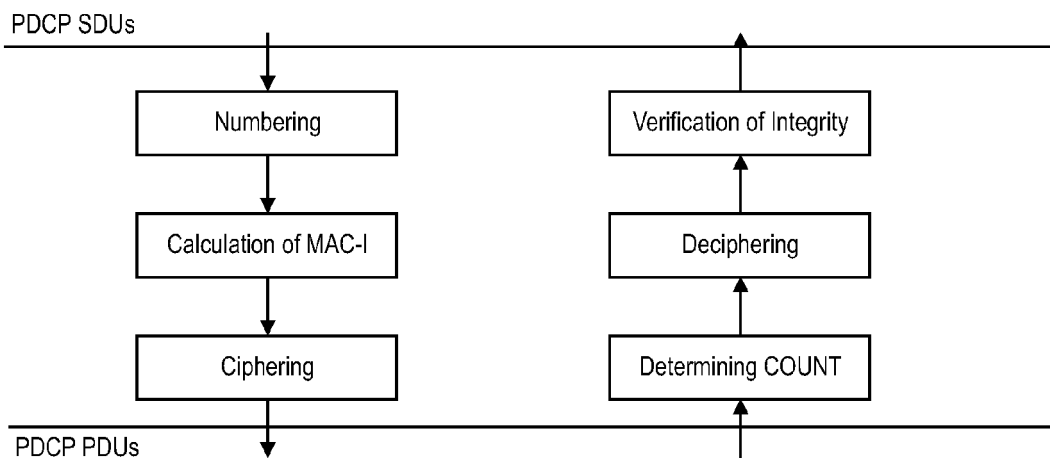 PDCP SDUs
Numbering
Verification of Integrity
Calculation of MAC-I
Deciphering
Ciphering
Determining COUNT
PDCP PDUs